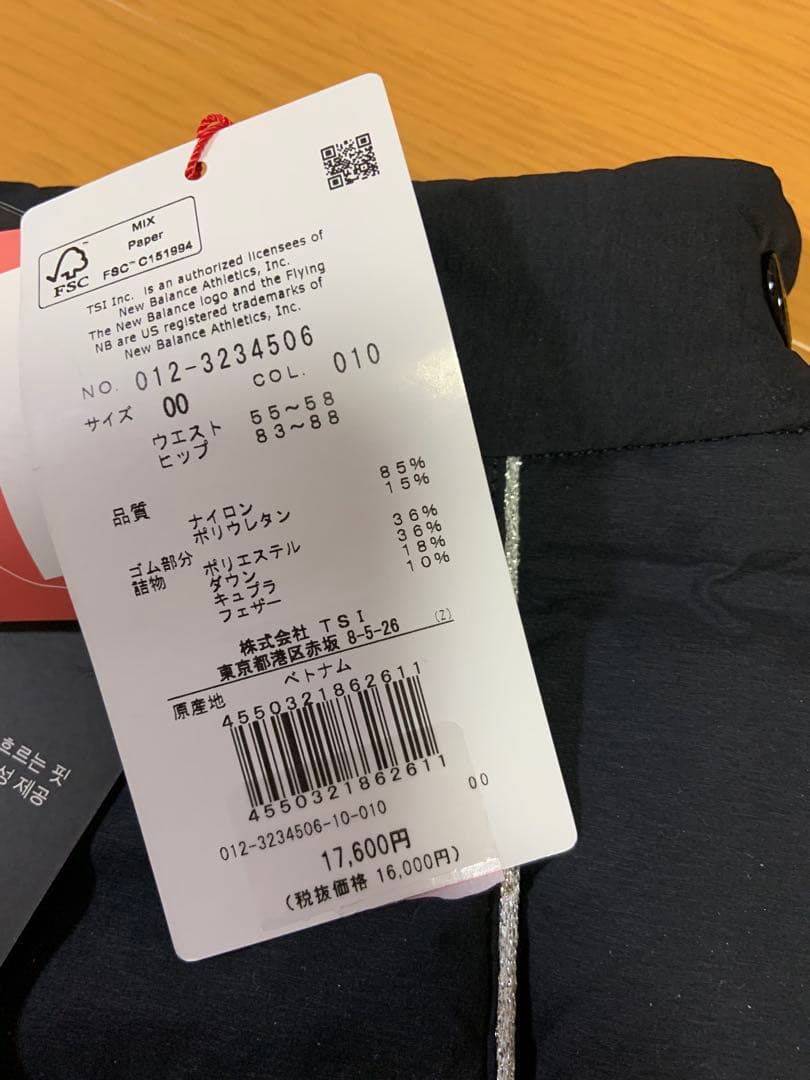 MIX
Paper
FSC™ C151994
FSC
TSI Inc. is an authorized licensees of
New Balance Athletics, Inc.
The New Balance logo and the Flying
NB are US registered trademarks of
New Balance Athletics, Inc.
NO. 012-3234506
COL. 010
サイズ 00
ウエスト 55～58
ヒップ 83～88
品質 ナイロン 85%
ポリウレタン 15%
ゴム部分
詰物 ポリエステル 36%
ダウン 36%
キュプラ 18%
フェザー 10%
株式会社 TSI
東京都港区赤坂 8-5-26 (Z)
原産地 ベトナム
4550321862611
4550321862611
012-3234506-10-010 00
17,600円
(税抜価格 16,000円)
흐르는 핏
성 제공